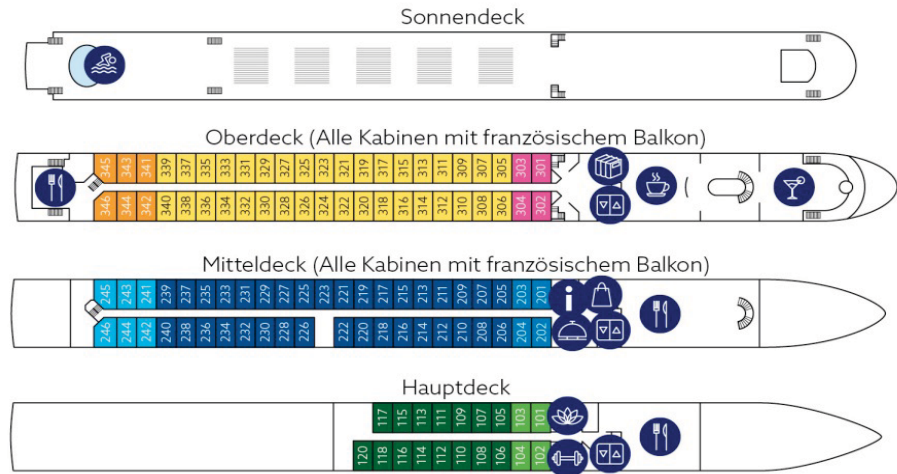 Sonnendeck
Oberdeck (Alle Kabinen mit französischem Balkon)
345 343 341 339 337 335 333 331 329 327 325 323 321 319 317 315 313 311 309 307 305 303 301
346 344 342 340 338 336 334 332 330 328 326 324 322 320 318 316 314 312 310 308 306 304 302
Mitteldeck (Alle Kabinen mit französischem Balkon)
245 243 241 239 237 235 233 231 229 227 225 223 221 219 217 215 213 211 209 207 205 203 201 i
246 244 242 240 238 236 234 232 230 228 226 222 220 218 216 214 212 210 208 206 204 202
Hauptdeck
117 115 113 111 109 107 105 103 101
120 118 116 114 112 110 108 106 104 102